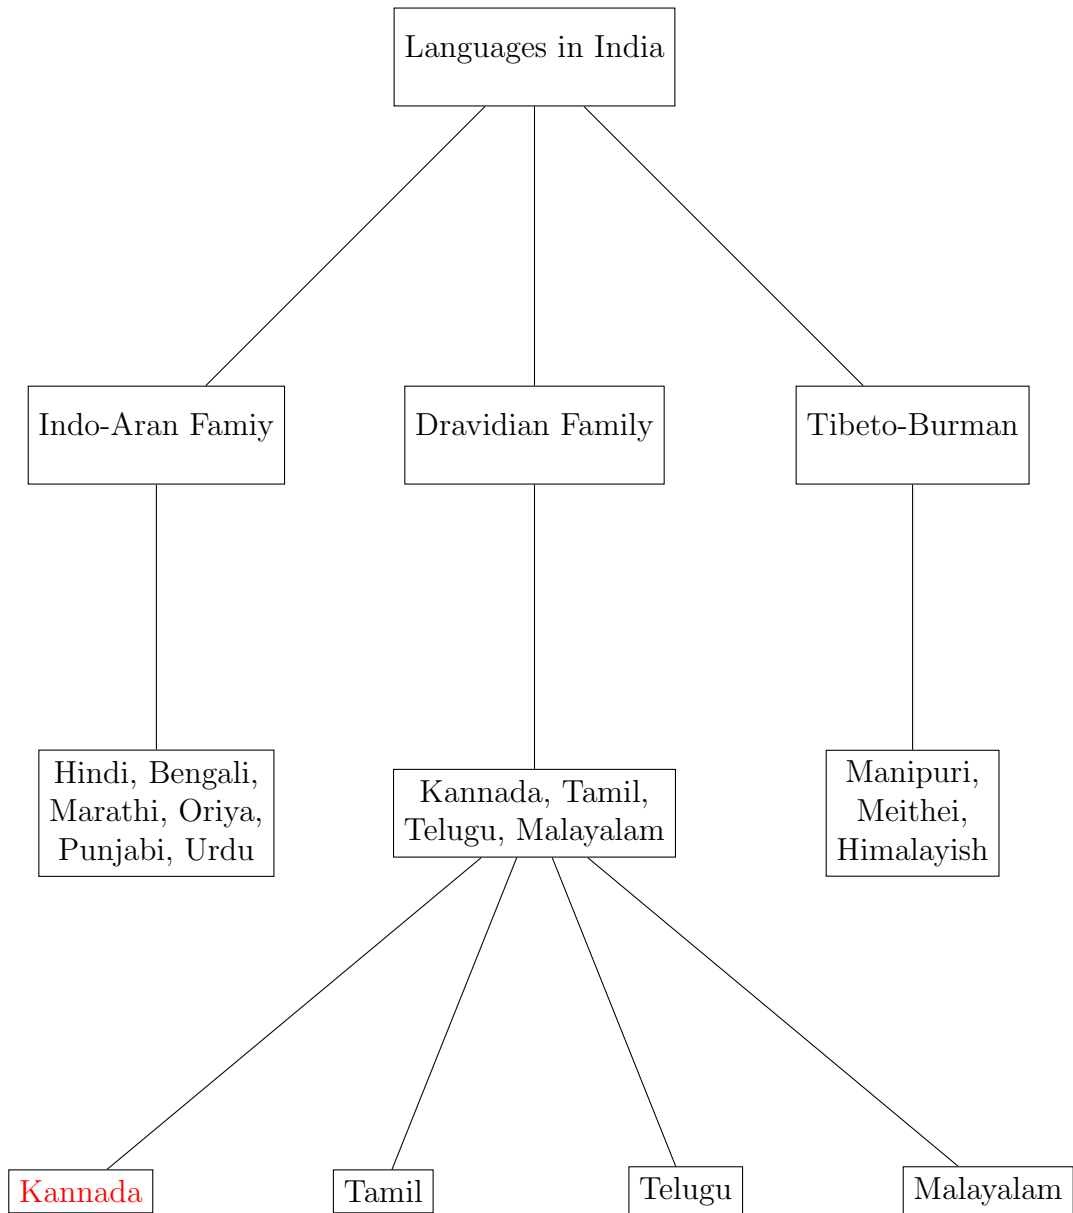 Languages in India
Indo-Aran Famiy
Dravidian Family
Tibeto-Burman
Hindi, Bengali,
Marathi, Oriya,
Punjabi, Urdu
Kannada, Tamil,
Telugu, Malayalam
Manipuri,
Meithei,
Himalayish
Kannada
Tamil
Telugu
Malayalam